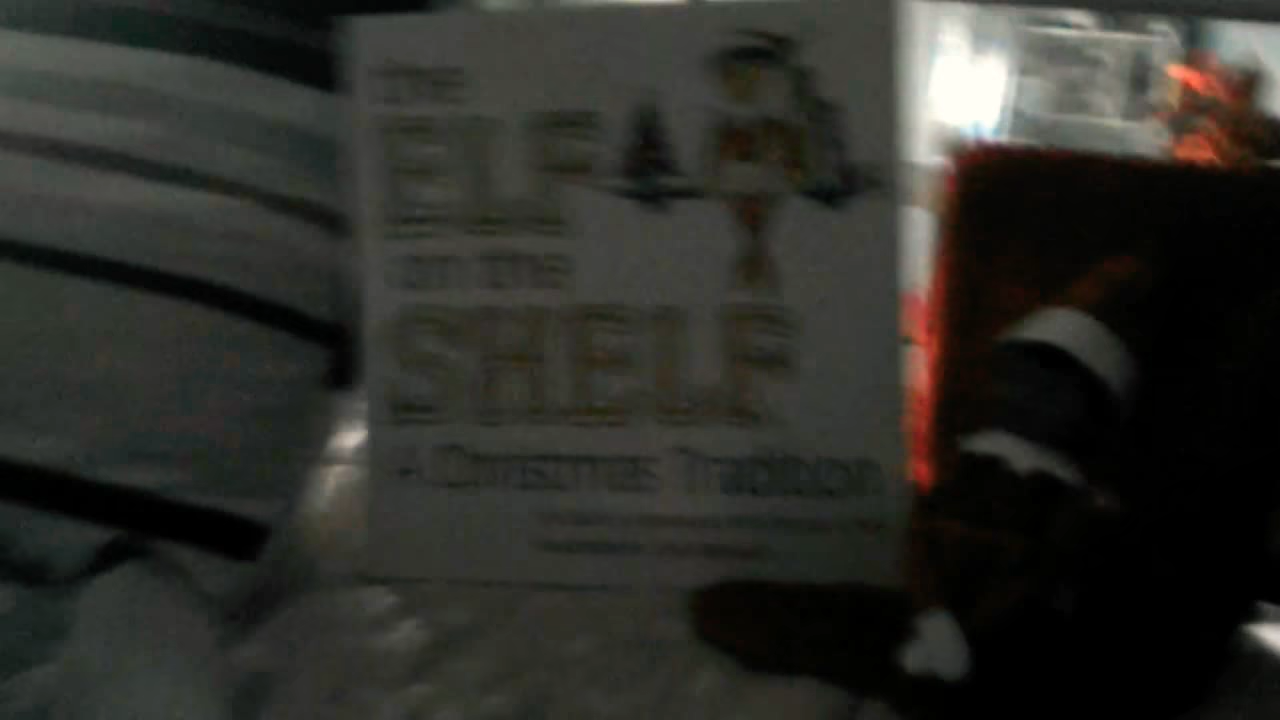 the
ELF
on the
SHELF
A Christmas Tradition